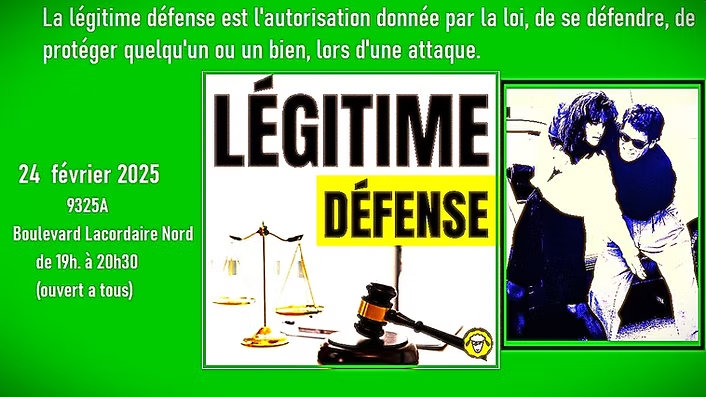 La légitime défense est l'autorisation donnée par la loi, de se défendre, de
protéger quelqu'un ou un bien, lors d'une attaque.
LÉGITIME
DÉFENSE
24 février 2025
9325A
Boulevard Lacordaire Nord
de 19h. à 20h30
(ouvert a tous)